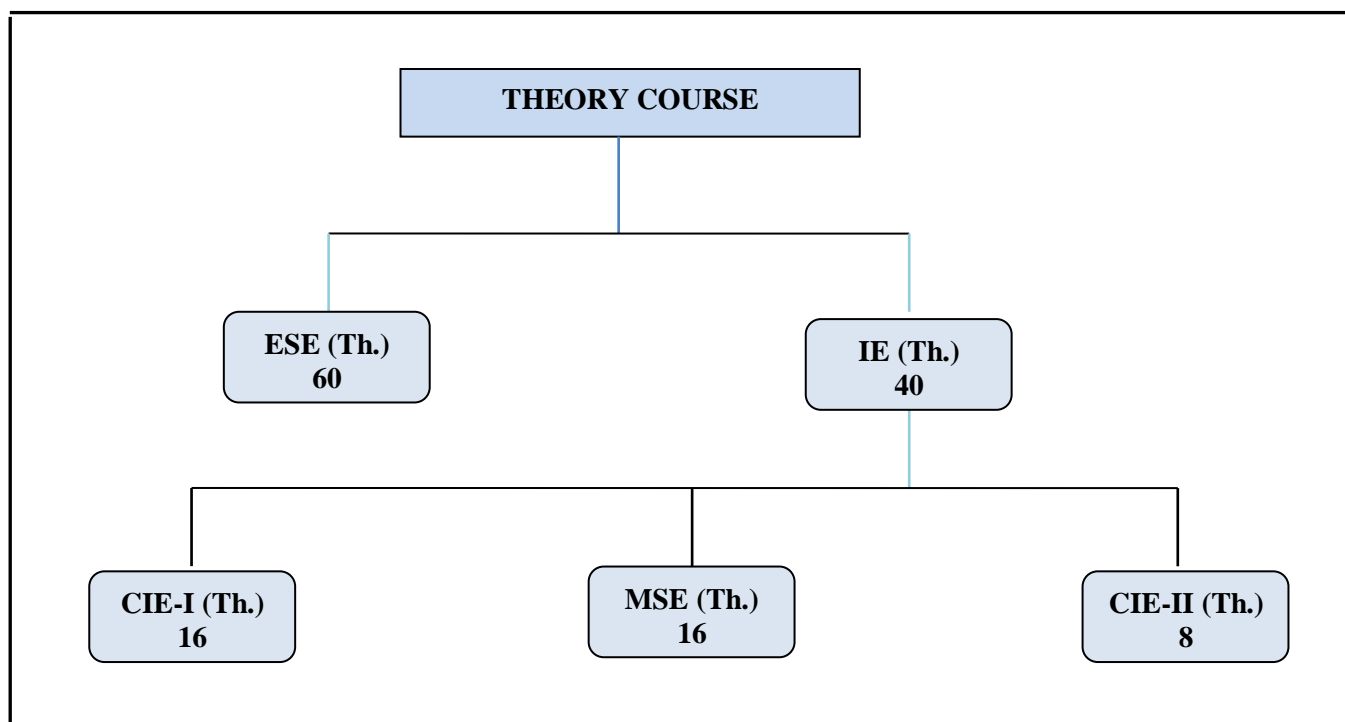 THEORY COURSE
ESE (Th.)
60
IE (Th.)
40
CIE-I (Th.)
16
MSE (Th.)
16
CIE-II (Th.)
8